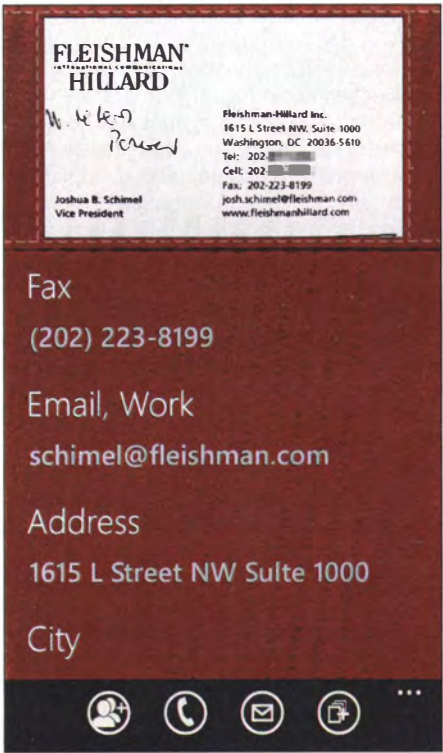 FLEISHMAN
INTERNATIONAL COMMUNICATIONS
HILLARD
Fleishman-Hillard Inc.
1615 L Street NW, Suite 1000
Washington, DC 20036-5610
Tel: 202-
Cell: 202-
Fax: 202-223-8199
josh.schimel@fleishman.com
www.fleishmanhillard.com
Joshua B. Schimel
Vice President
Fax
(202) 223-8199
Email, Work
schimel@fleishman.com
Address
1615 L Street NW Sulte 1000
City